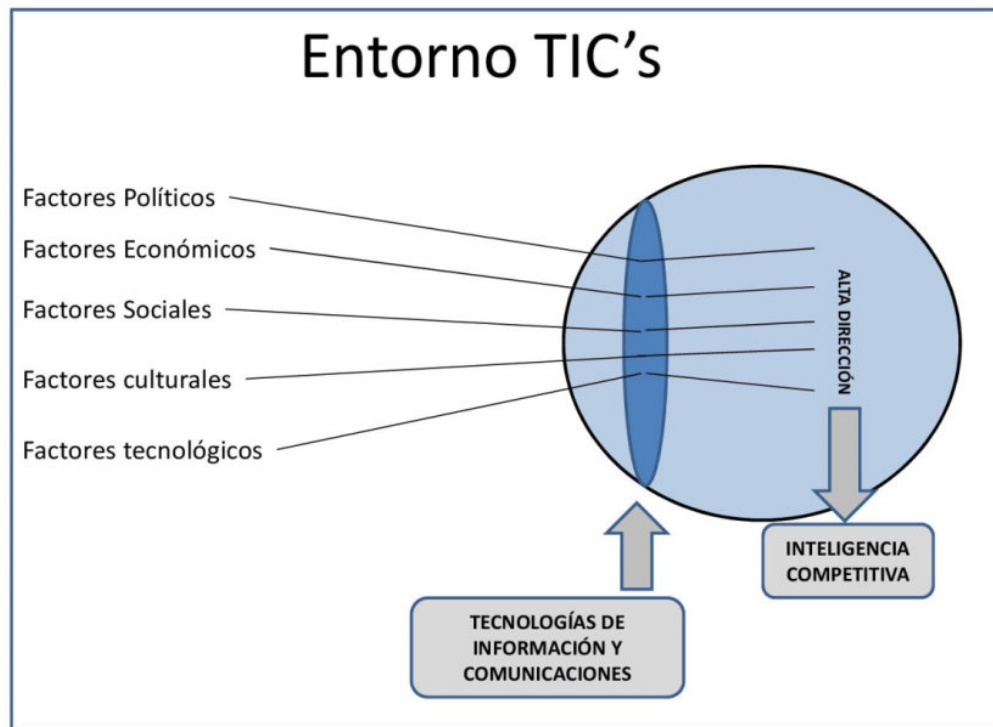 Entorno TIC's
Factores Políticos
Factores Económicos
Factores Sociales
Factores culturales
Factores tecnológicos
ALTA DIRECCIÓN
INTELIGENCIA
COMPETITIVA
TECNOLOGÍAS DE
INFORMACIÓN Y
COMUNICACIONES